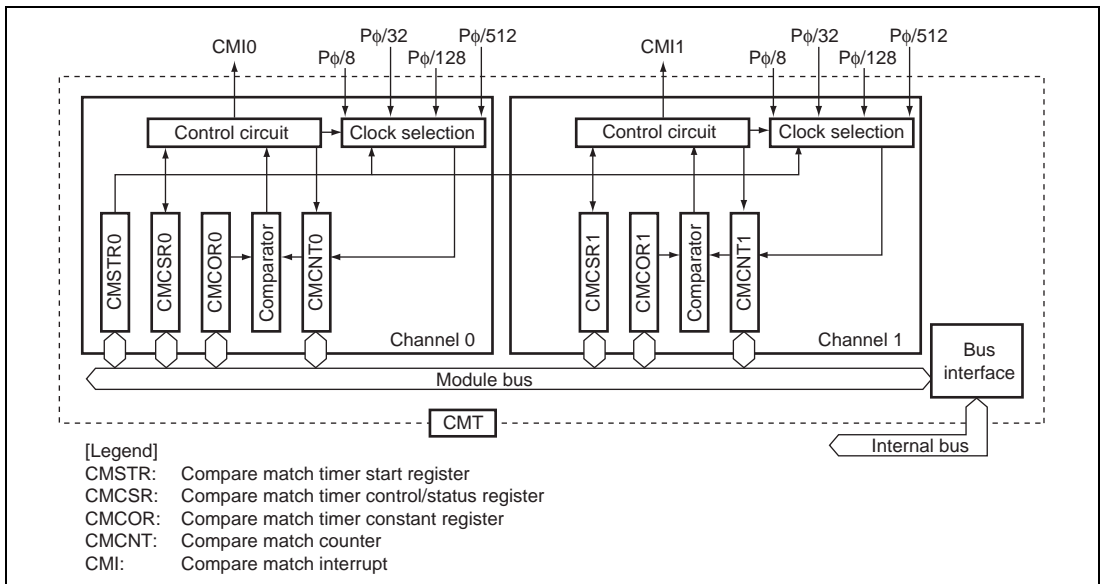 CMI0
Pφ/8
Pφ/32
Pφ/128
Pφ/512
Control circuit
Clock selection
CMSTR0
CMCSR0
CMCOR0
Comparator
CMCNT0
Channel 0
CMI1
Pφ/8
Pφ/32
Pφ/128
Pφ/512
Control circuit
Clock selection
CMCSR1
CMCOR1
Comparator
CMCNT1
Channel 1
Module bus
Bus
interface
CMT
Internal bus
[Legend]
CMSTR: Compare match timer start register
CMCSR: Compare match timer control/status register
CMCOR: Compare match timer constant register
CMCNT: Compare match counter
CMI: Compare match interrupt